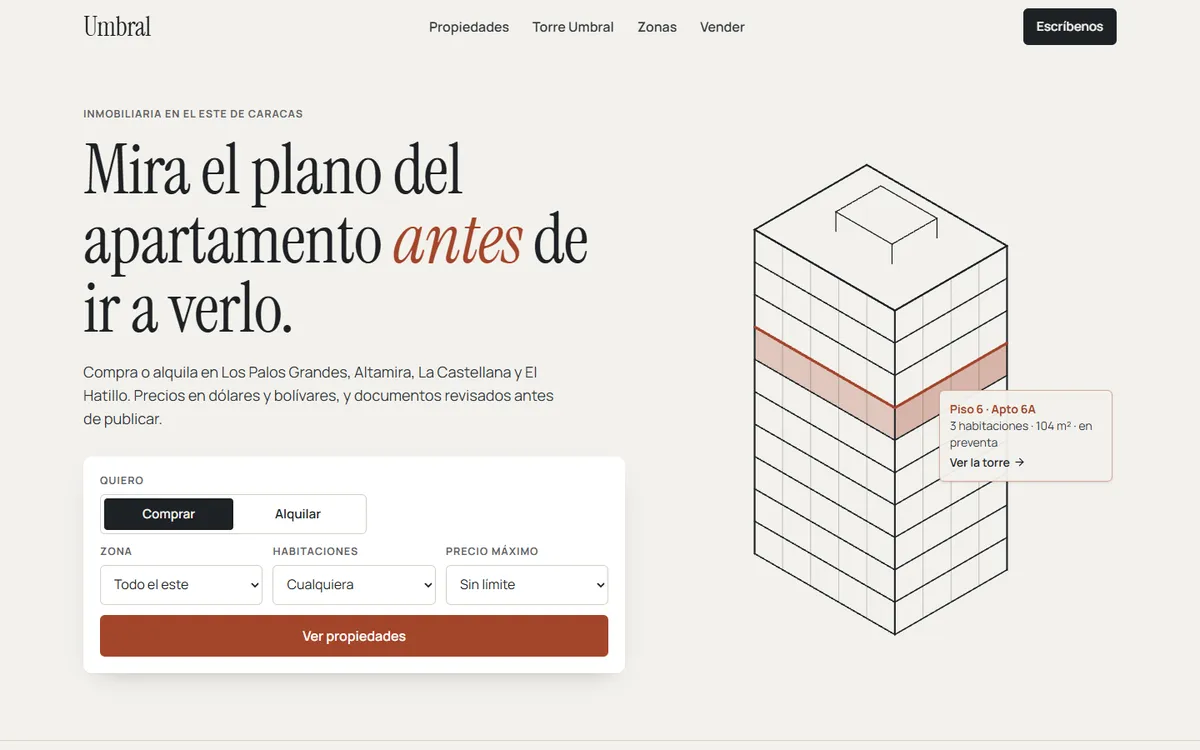 Umbral
Propiedades
Torre Umbral
Zonas
Vender
Escríbenos
INMOBILIARIA EN EL ESTE DE CARACAS
Mira el plano del
apartamento antes de
ir a verlo.
Compra o alquila en Los Palos Grandes, Altamira, La Castellana y El
Hatillo. Precios en dólares y bolívares, y documentos revisados antes
de publicar.
QUIERO
Comprar
Alquilar
ZONA
HABITACIONES
PRECIO MÁXIMO
Todo el este
Cualquiera
Sin límite
Ver propiedades
Piso 6 · Apto 6A
3 habitaciones · 104 m² · en
preventa
Ver la torre →